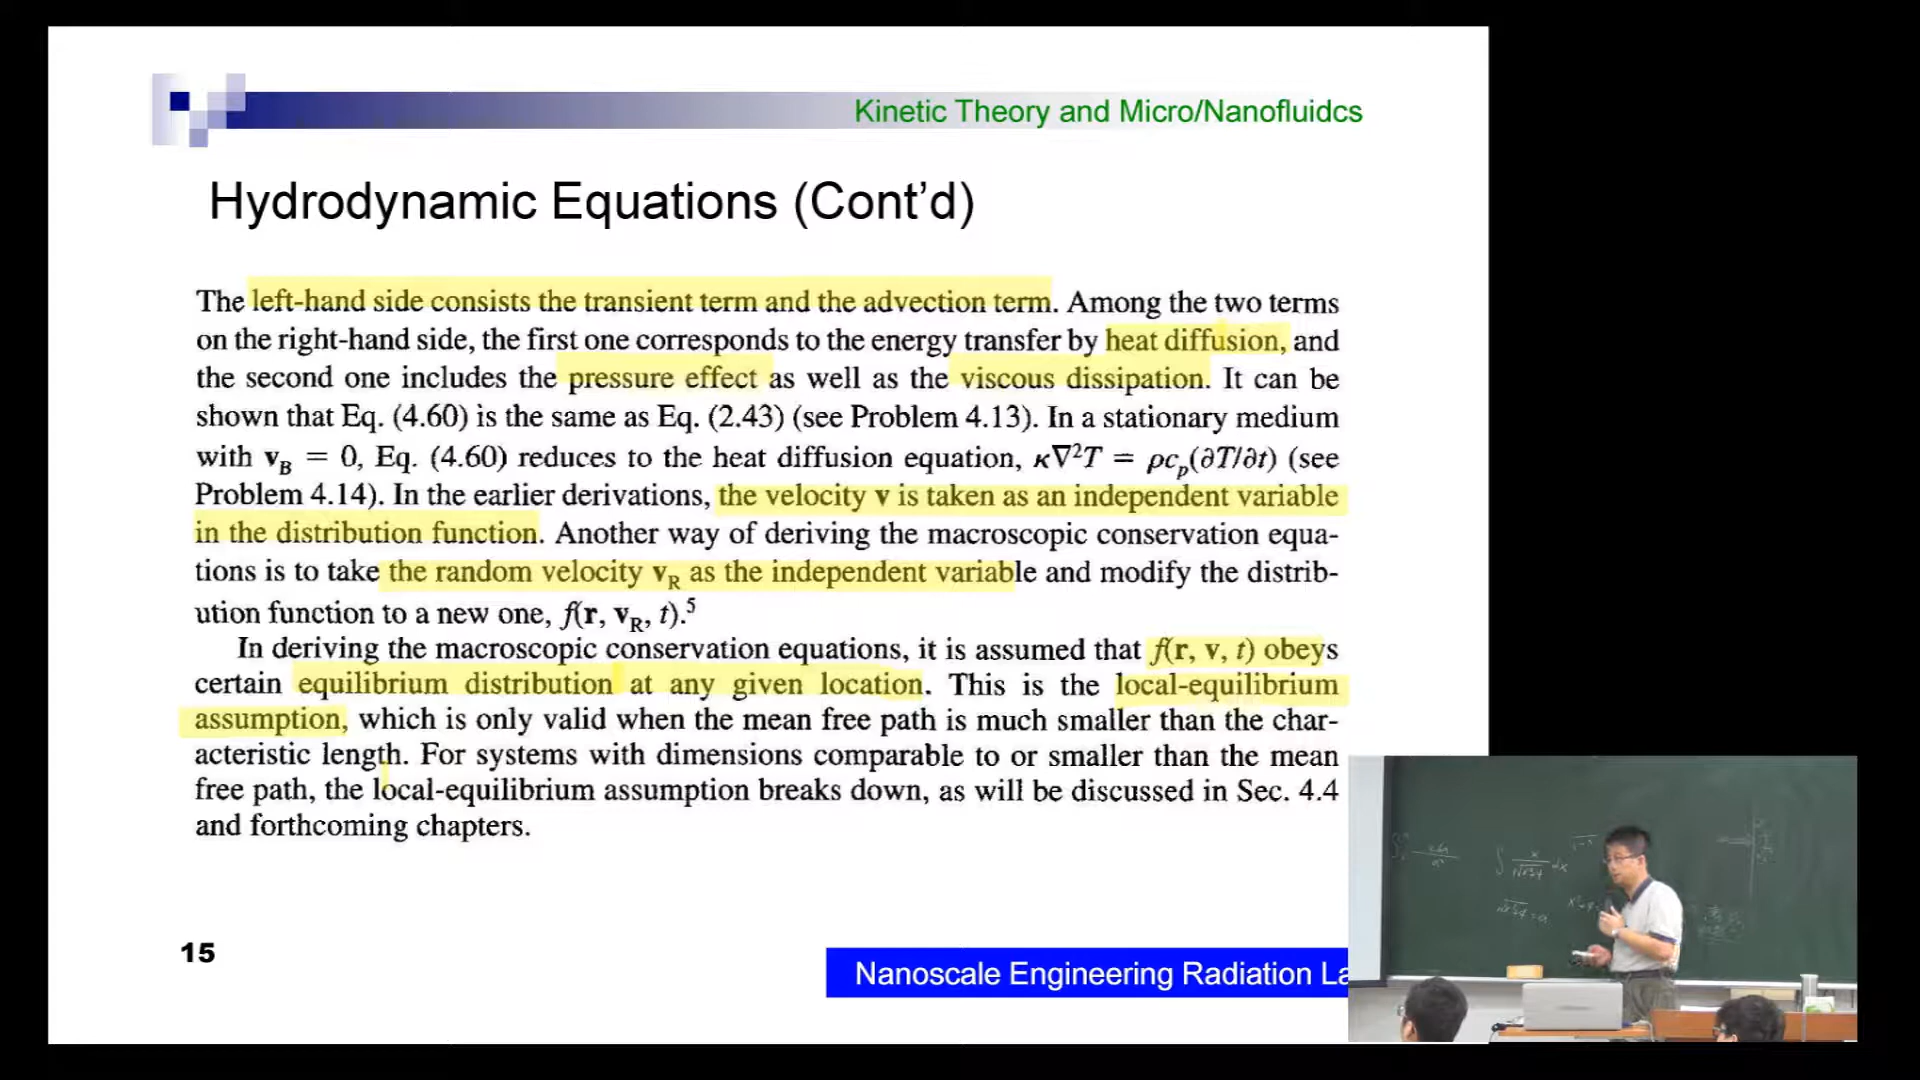 Kinetic Theory and Micro/Nanofluidcs
Hydrodynamic Equations (Cont’d)
The left-hand side consists the transient term and the advection term. Among the two terms
on the right-hand side, the first one corresponds to the energy transfer by heat diffusion, and
the second one includes the pressure effect as well as the viscous dissipation. It can be
shown that Eq. (4.60) is the same as Eq. (2.43) (see Problem 4.13). In a stationary medium
with v_B = 0, Eq. (4.60) reduces to the heat diffusion equation, κ∇²T = ρc_p(∂T/∂t) (see
Problem 4.14). In the earlier derivations, the velocity v is taken as an independent variable
in the distribution function. Another way of deriving the macroscopic conservation equa-
tions is to take the random velocity v_R as the independent variable and modify the distrib-
ution function to a new one, f(r, v_R, t).⁵
In deriving the macroscopic conservation equations, it is assumed that f(r, v, t) obeys
certain equilibrium distribution at any given location. This is the local-equilibrium
assumption, which is only valid when the mean free path is much smaller than the char-
acteristic length. For systems with dimensions comparable to or smaller than the mean
free path, the local-equilibrium assumption breaks down, as will be discussed in Sec. 4.4
and forthcoming chapters.
15
Nanoscale Engineering Radiation La